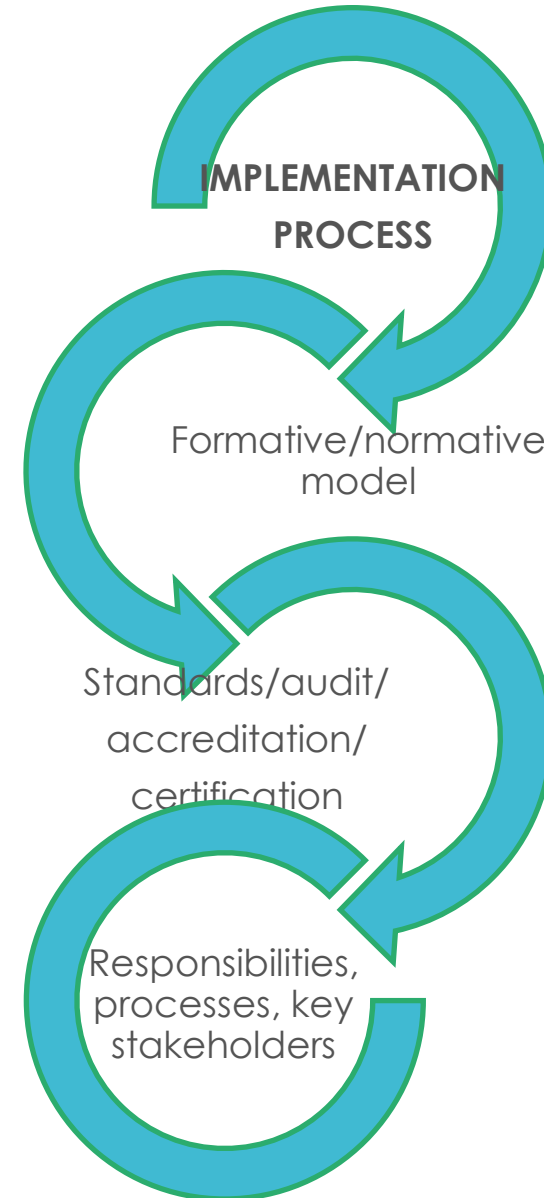 IMPLEMENTATION
PROCESS
Formative/normative
model
Standards/audit/
accreditation/
certification
Responsibilities,
processes, key
stakeholders